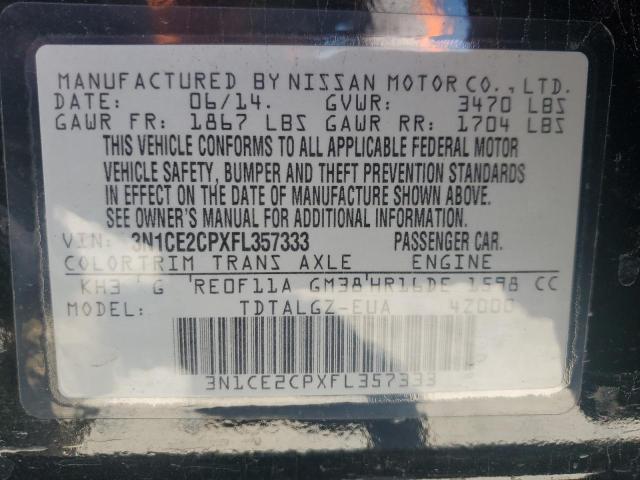 MANUFACTURED BY NISSAN MOTOR CO., LTD.
DATE: 06/14. GVWR: 3470 LBS
GAWR FR: 1867 LBS GAWR RR: 1704 LBS
THIS VEHICLE CONFORMS TO ALL APPLICABLE FEDERAL MOTOR
VEHICLE SAFETY, BUMPER AND THEFT PREVENTION STANDARDS
IN EFFECT ON THE DATE OF MANUFACTURE SHOWN ABOVE.
SEE OWNER'S MANUAL FOR ADDITIONAL INFORMATION.
VIN: 3N1CE2CPXFL357333 PASSENGER CAR.
COLOR TRIM TRANS AXLE ENGINE
KH3 G RE0F11A GM38 HR16DE 1598 CC
MODEL: TDTALGZ-EUA 4Z000
3N1CE2CPXFL357333